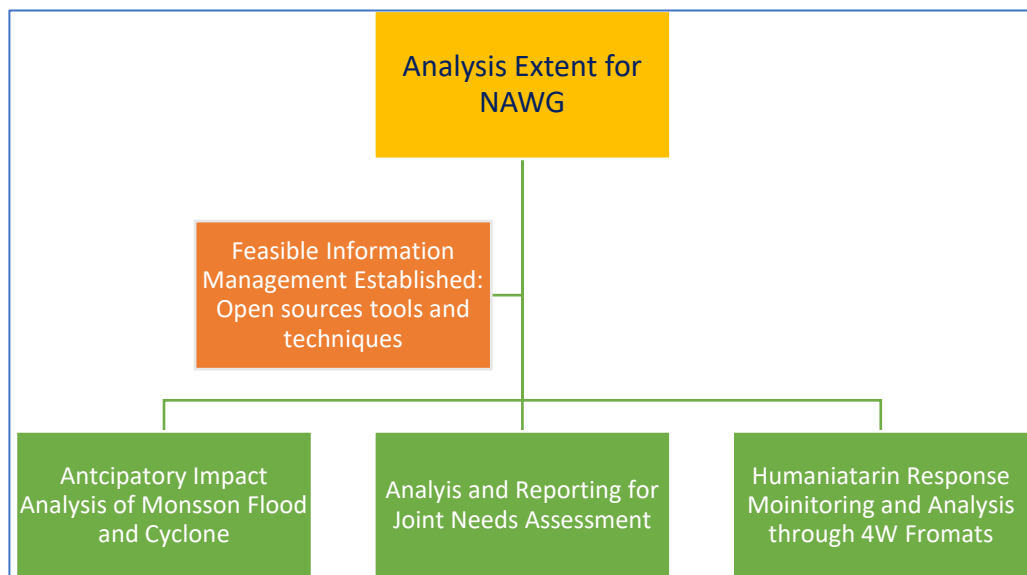 Analysis Extent for
NAWG
Feasible Information
Management Established:
Open sources tools and
techniques
Antcipatory Impact
Analysis of Monsson Flood
and Cyclone
Analyis and Reporting for
Joint Needs Assessment
Humaniatarin Response
Moinitoring and Analysis
through 4W Fromats